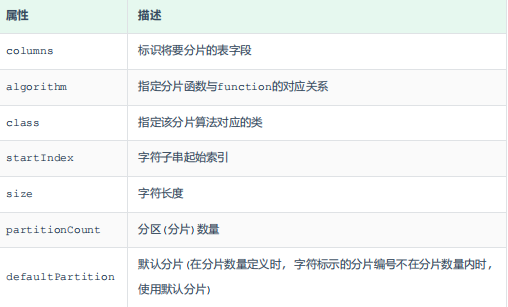 属性 描述
columns 标识将要分片的表字段
algorithm 指定分片函数与function的对应关系
class 指定该分片算法对应的类
startIndex 字符子串起始索引
size 字符长度
partitionCount 分区(分片)数量
defaultPartition 默认分片(在分片数量定义时, 字符标示的分片编号不在分片数量内时,
使用默认分片)